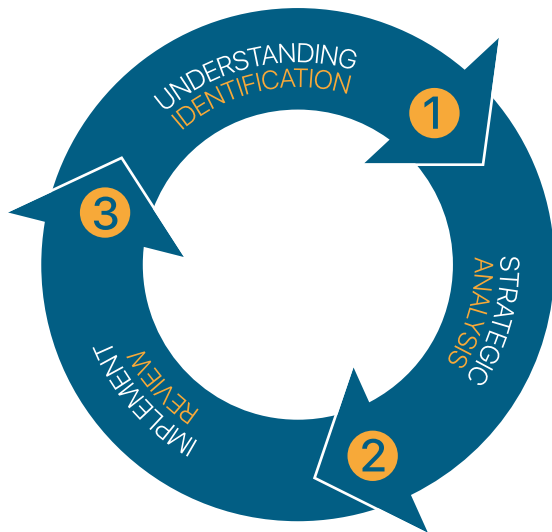 UNDERSTANDING
IDENTIFICATION
1
STRATEGIC
ANALYSIS
2
IMPLEMENT
REVIEW
3